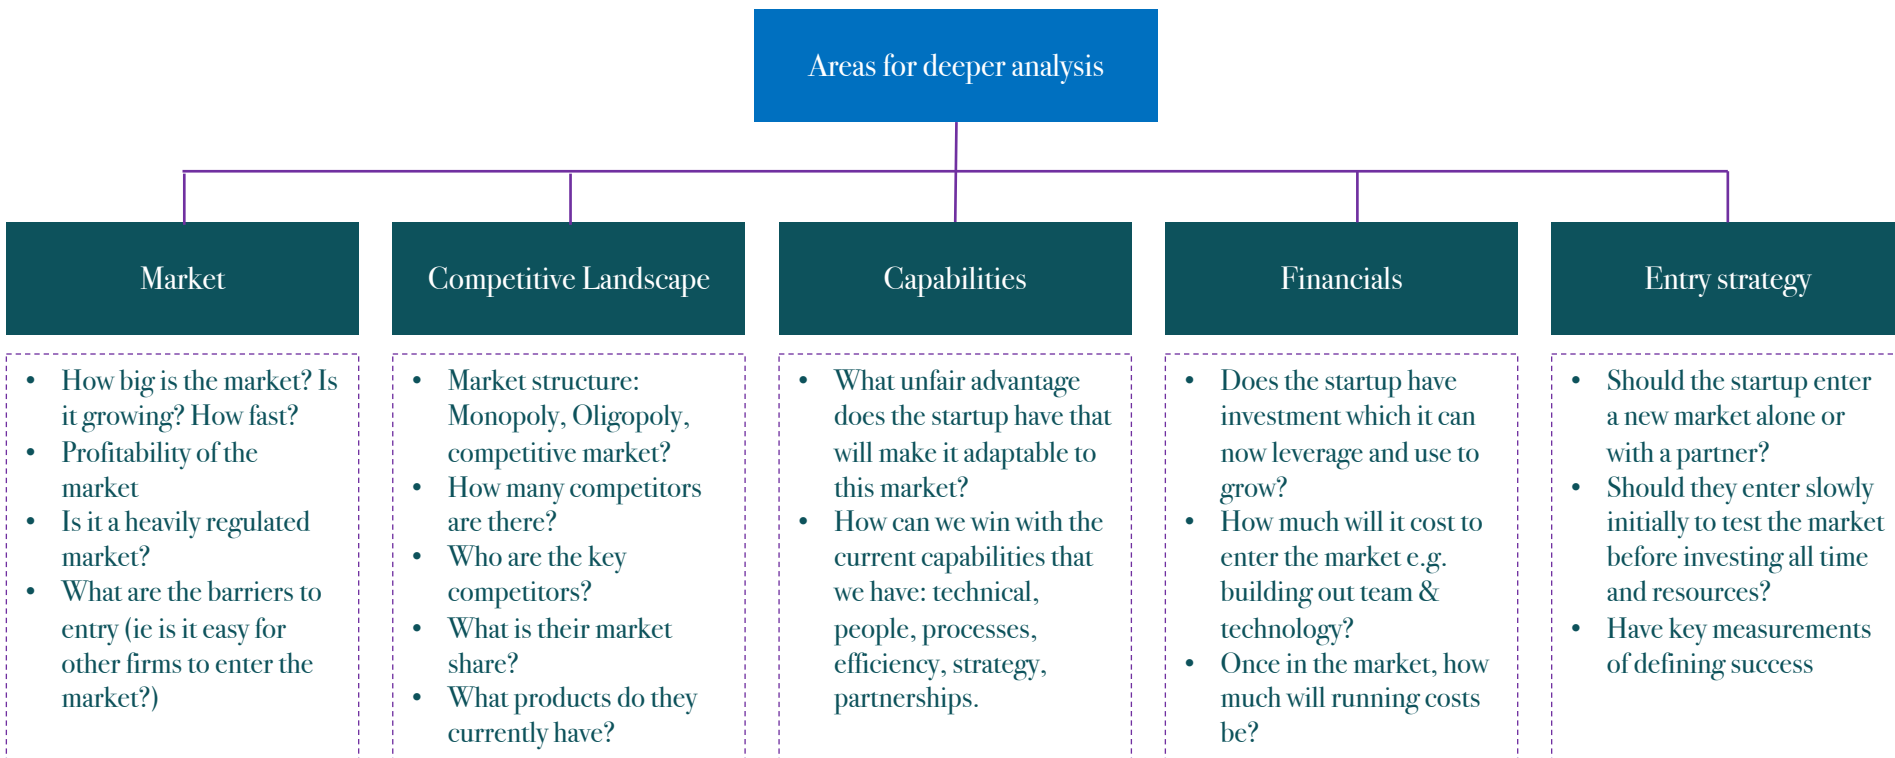 Areas for deeper analysis
Market
Competitive Landscape
Capabilities
Financials
Entry strategy
• How big is the market? Is
it growing? How fast?
• Profitability of the
market
• Is it a heavily regulated
market?
• What are the barriers to
entry (ie is it easy for
other firms to enter the
market?)
• Market structure:
Monopoly, Oligopoly,
competitive market?
• How many competitors
are there?
• Who are the key
competitors?
• What is their market
share?
• What products do they
currently have?
• What unfair advantage
does the startup have that
will make it adaptable to
this market?
• How can we win with the
current capabilities that
we have: technical,
people, processes,
efficiency, strategy,
partnerships.
• Does the startup have
investment which it can
now leverage and use to
grow?
• How much will it cost to
enter the market e.g.
building out team &
technology?
• Once in the market, how
much will running costs
be?
• Should the startup enter
a new market alone or
with a partner?
• Should they enter slowly
initially to test the market
before investing all time
and resources?
• Have key measurements
of defining success